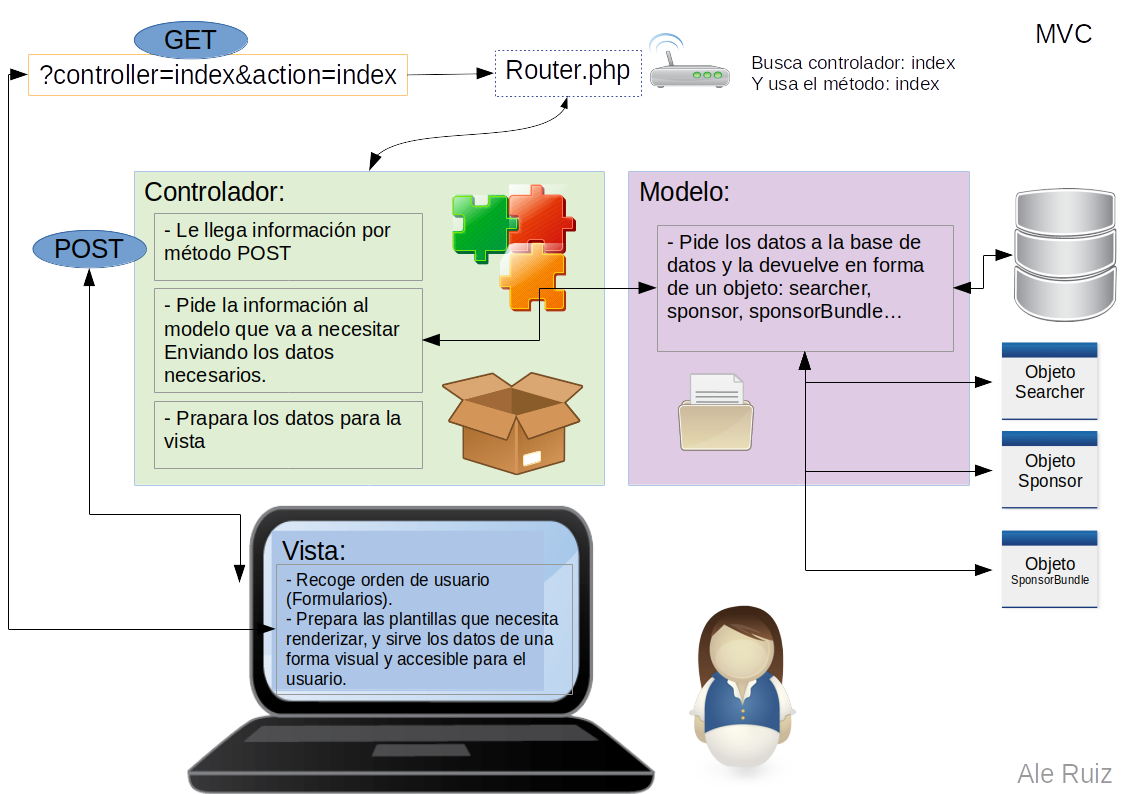 GET
MVC
?controller=index&action=index
Router.php
Busca controlador: index
Y usa el método: index
Controlador:
- Le llega información por
método POST
POST
- Pide la información al
modelo que va a necesitar
Enviando los datos
necesarios.
- Prapara los datos para la
vista
Modelo:
- Pide los datos a la base de
datos y la devuelve en forma
de un objeto: searcher,
sponsor, sponsorBundle…
Objeto
Searcher
Objeto
Sponsor
Objeto
SponsorBundle
Vista:
- Recoge orden de usuario
(Formularios).
- Prepara las plantillas que necesita
renderizar, y sirve los datos de una
forma visual y accesible para el
usuario.
Ale Ruiz